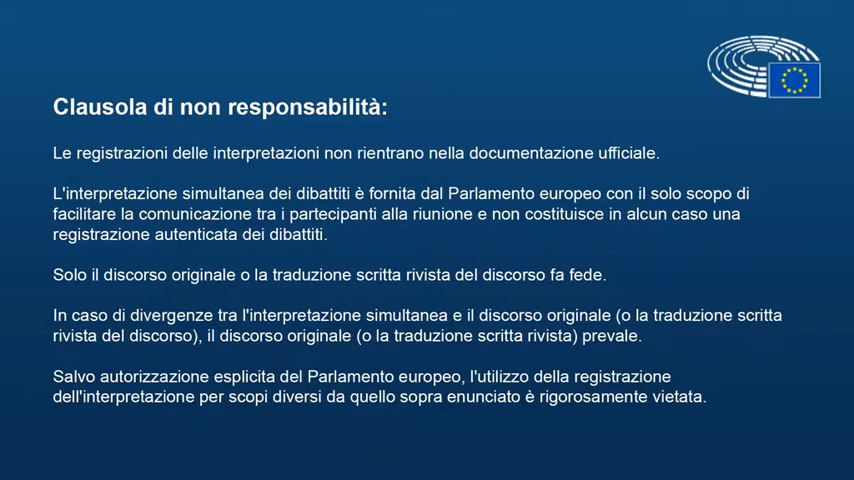 Clausola di non responsabilità:
Le registrazioni delle interpretazioni non rientrano nella documentazione ufficiale.
L'interpretazione simultanea dei dibattiti è fornita dal Parlamento europeo con il solo scopo di
facilitare la comunicazione tra i partecipanti alla riunione e non costituisce in alcun caso una
registrazione autenticata dei dibattiti.
Solo il discorso originale o la traduzione scritta rivista del discorso fa fede.
In caso di divergenze tra l'interpretazione simultanea e il discorso originale (o la traduzione scritta
rivista del discorso), il discorso originale (o la traduzione scritta rivista) prevale.
Salvo autorizzazione esplicita del Parlamento europeo, l'utilizzo della registrazione
dell'interpretazione per scopi diversi da quello sopra enunciato è rigorosamente vietata.